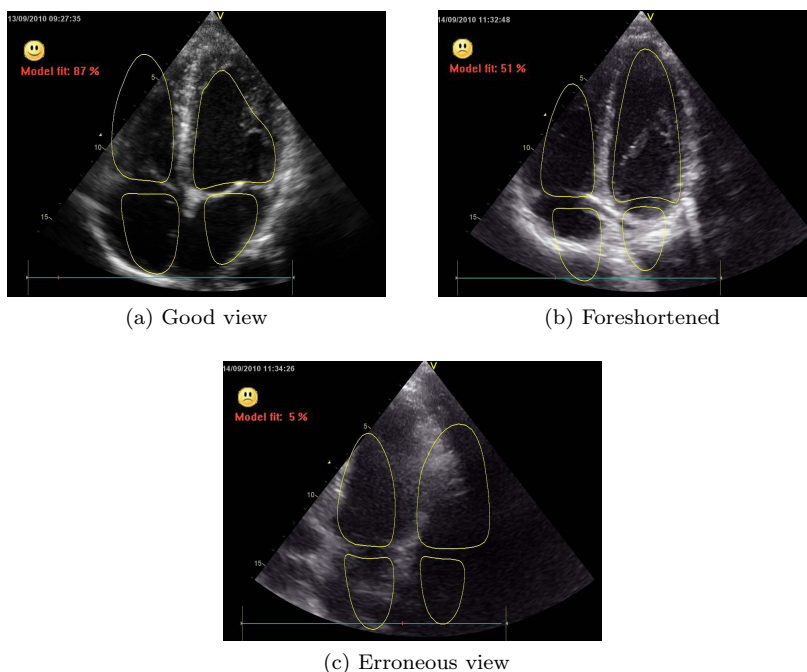 13/09/2010 09:27:35
V
Model fit: 87 %
5
10
15
(a) Good view
14/09/2010 11:32:48
V
Model fit: 51 %
5
10
15
(b) Foreshortened
14/09/2010 11:34:26
V
Model fit: 5 %
5
10
15
(c) Erroneous view